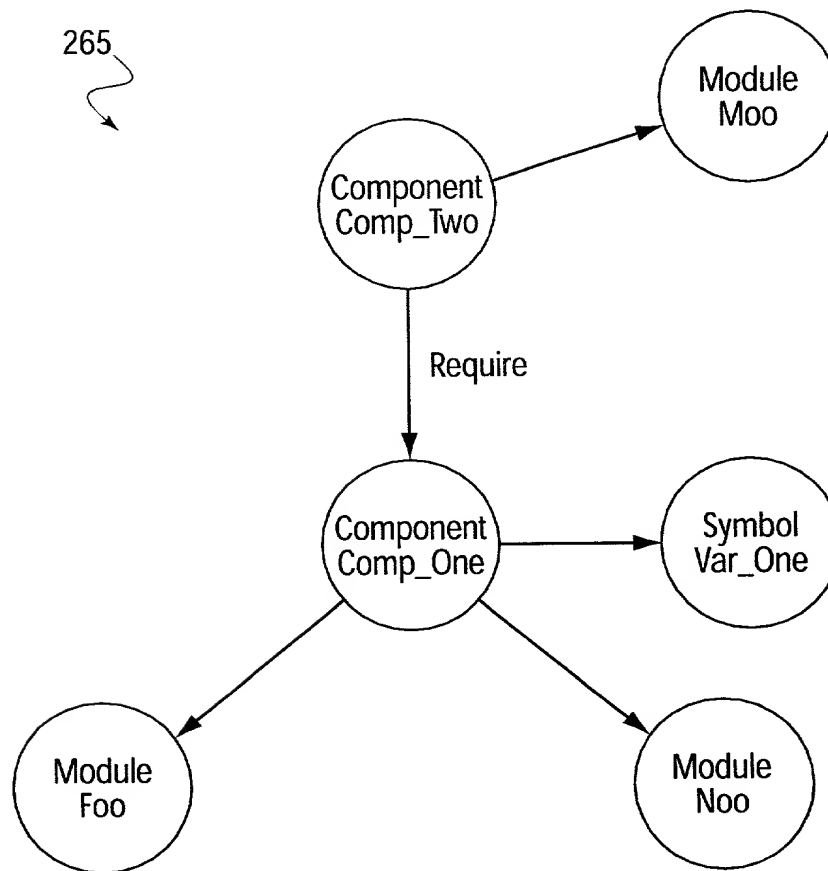 265
Module
Moo
Component
Comp_Two
Require
Component
Comp_One
Symbol
Var_One
Module
Foo
Module
Noo